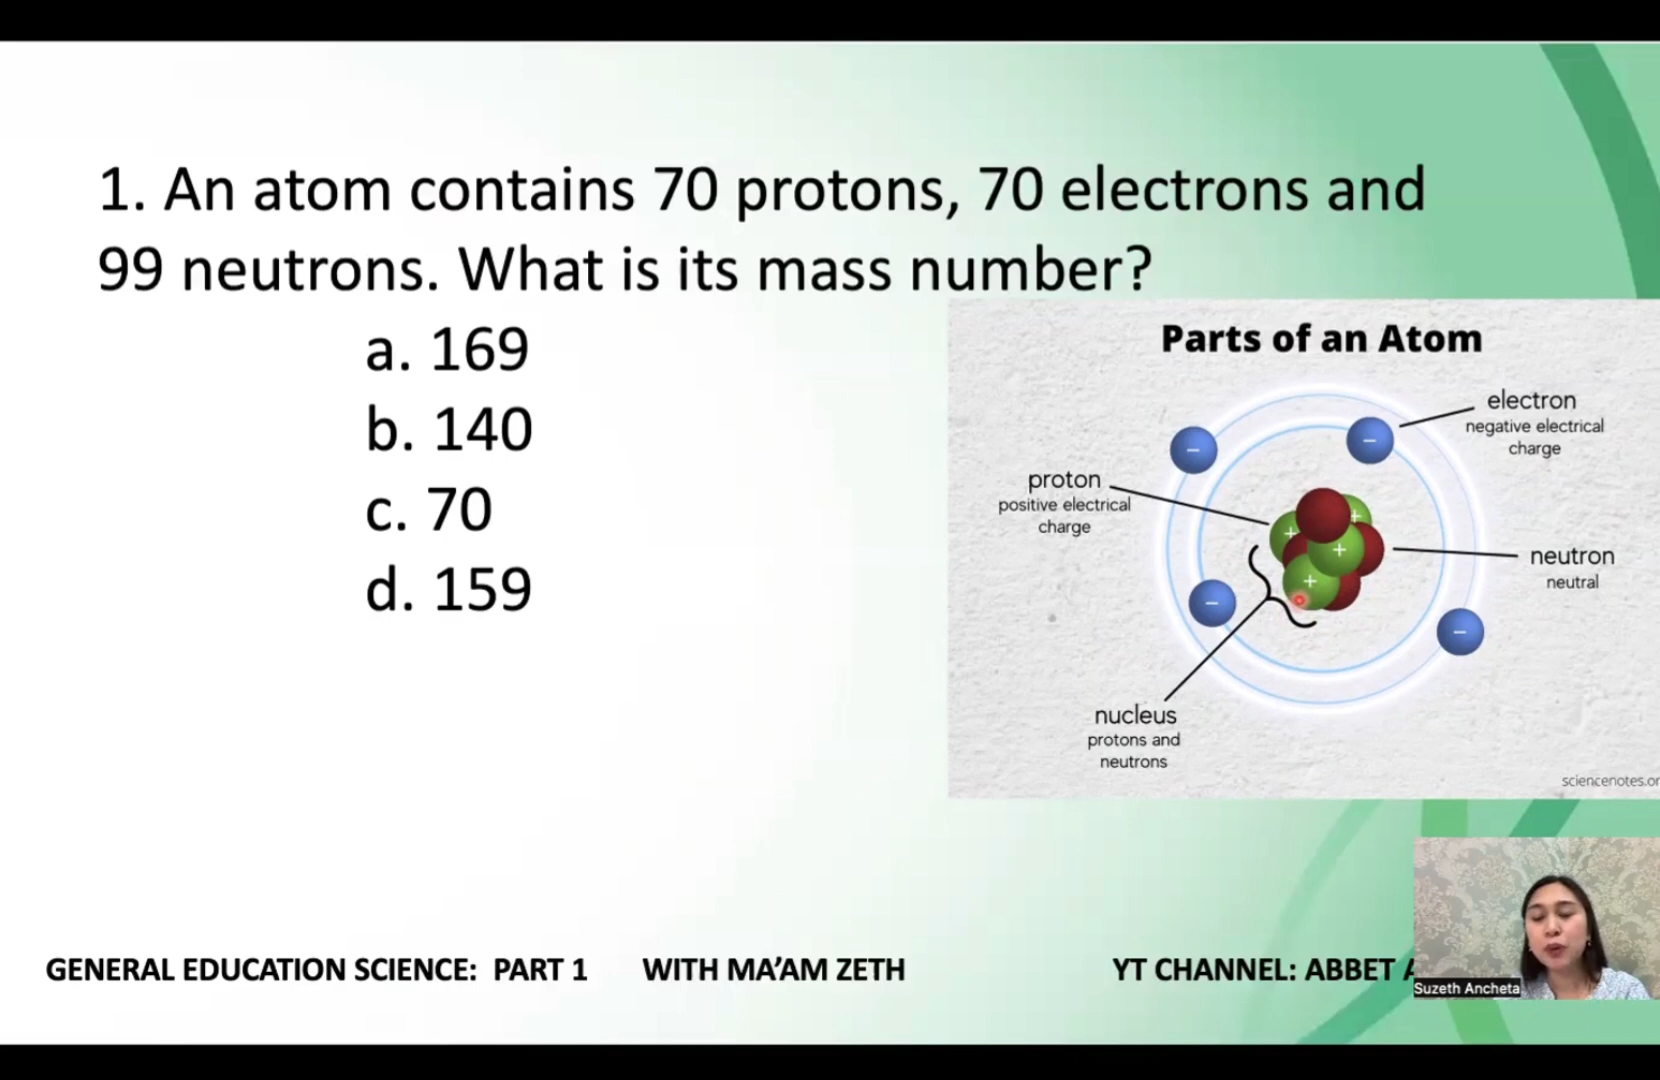 1. An atom contains 70 protons, 70 electrons and
99 neutrons. What is its mass number?
a. 169
b. 140
c. 70
d. 159
Parts of an Atom
electron
negative electrical
charge
proton
positive electrical
charge
neutron
neutral
nucleus
protons and
neutrons
+
+
+
+
−
−
−
−
GENERAL EDUCATION SCIENCE: PART 1 WITH MA’AM ZETH YT CHANNEL: ABBET
Suzeth Ancheta